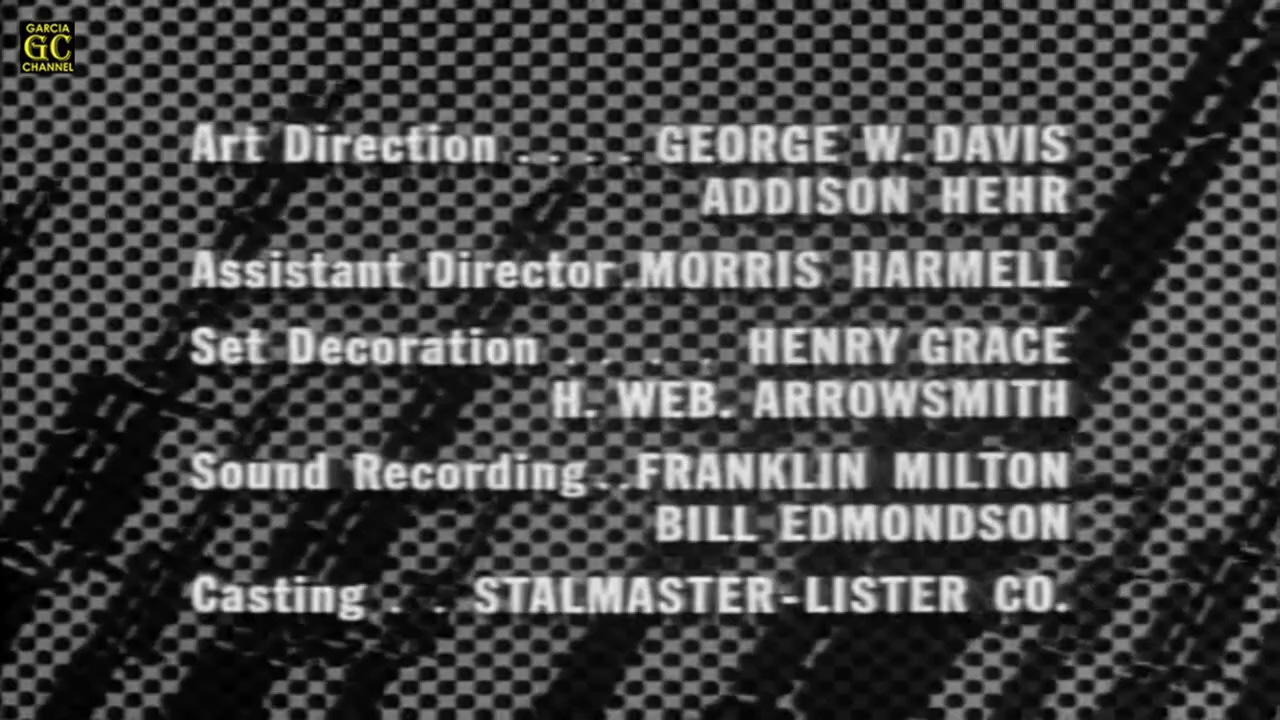 GARCIA
GC
CHANNEL
Art Direction . . . . GEORGE W. DAVIS
ADDISON HEHR
Assistant Director . MORRIS HARMELL
Set Decoration . . . . HENRY GRACE
H. WEB. ARROWSMITH
Sound Recording . . FRANKLIN MILTON
BILL EDMONDSON
Casting . . STALMASTER-LISTER CO.